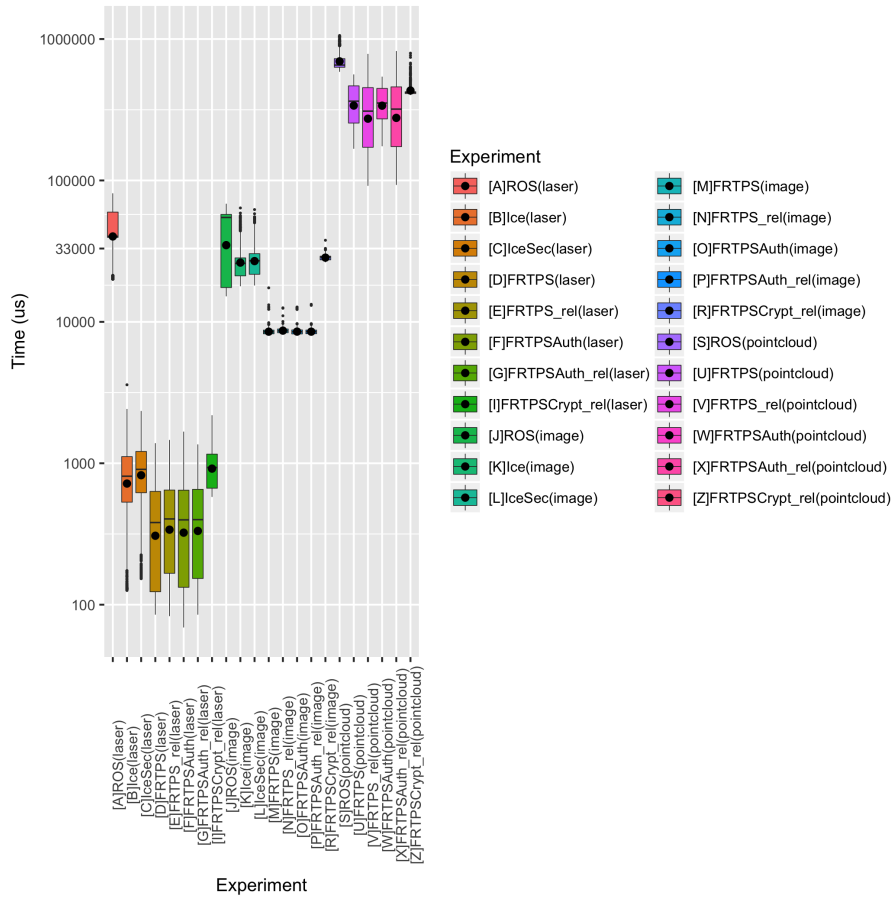 1000000
100000
33000
10000
1000
100
Time (us)
[A]ROS(laser)
[B]Ice(laser)
[C]IceSec(laser)
[D]FRTPS(laser)
[E]FRTPS_rel(laser)
[F]FRTPSAuth(laser)
[G]FRTPSAuth_rel(laser)
[I]FRTPSCrypt_rel(laser)
[J]ROS(image)
[K]Ice(image)
[L]IceSec(image)
[M]FRTPS(image)
[N]FRTPS_rel(image)
[O]FRTPSAuth(image)
[P]FRTPSAuth_rel(image)
[R]FRTPSCrypt_rel(image)
[S]ROS(pointcloud)
[U]FRTPS(pointcloud)
[V]FRTPS_rel(pointcloud)
[W]FRTPSAuth(pointcloud)
[X]FRTPSAuth_rel(pointcloud)
[Z]FRTPSCrypt_rel(pointcloud)
Experiment
Experiment
[A]ROS(laser)
[B]Ice(laser)
[C]IceSec(laser)
[D]FRTPS(laser)
[E]FRTPS_rel(laser)
[F]FRTPSAuth(laser)
[G]FRTPSAuth_rel(laser)
[I]FRTPSCrypt_rel(laser)
[J]ROS(image)
[K]Ice(image)
[L]IceSec(image)
[M]FRTPS(image)
[N]FRTPS_rel(image)
[O]FRTPSAuth(image)
[P]FRTPSAuth_rel(image)
[R]FRTPSCrypt_rel(image)
[S]ROS(pointcloud)
[U]FRTPS(pointcloud)
[V]FRTPS_rel(pointcloud)
[W]FRTPSAuth(pointcloud)
[X]FRTPSAuth_rel(pointcloud)
[Z]FRTPSCrypt_rel(pointcloud)